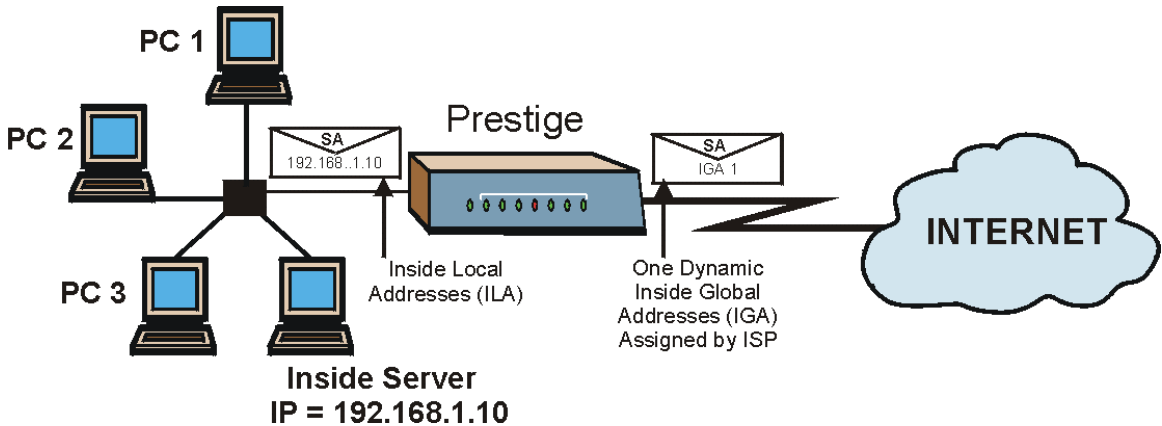 PC 1
PC 2
PC 3
SA
192.168..1.10
Prestige
SA
IGA 1
INTERNET
Inside Local
Addresses (ILA)
One Dynamic
Inside Global
Addresses (IGA)
Assigned by ISP
Inside Server
IP = 192.168.1.10